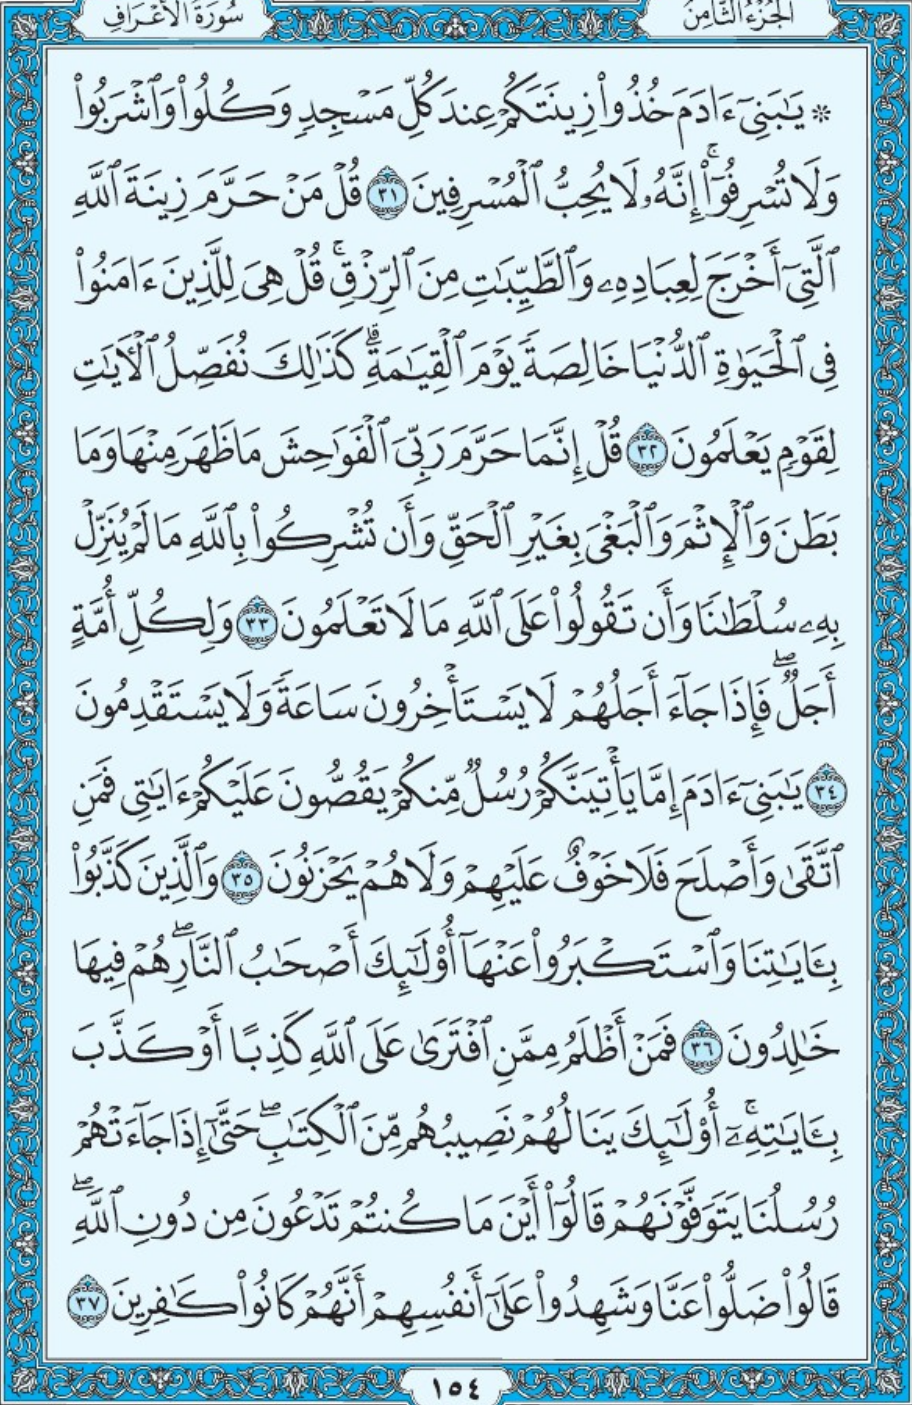 الجُزْءُ الثَّامِنُ
سُورَةُ الأَعْرَافِ
۞ يَٰبَنِىٓ ءَادَمَ خُذُوا۟ زِينَتَكُمْ عِندَ كُلِّ مَسْجِدٍ وَكُلُوا۟ وَٱشْرَبُوا۟
وَلَا تُسْرِفُوٓا۟ ۚ إِنَّهُۥ لَا يُحِبُّ ٱلْمُسْرِفِينَ ٣١ قُلْ مَنْ حَرَّمَ زِينَةَ ٱللَّهِ
ٱلَّتِىٓ أَخْرَجَ لِعِبَادِهِۦ وَٱلطَّيِّبَٰتِ مِنَ ٱلرِّزْقِ ۚ قُلْ هِىَ لِلَّذِينَ ءَامَنُوا۟
فِى ٱلْحَيَوٰةِ ٱلدُّنْيَا خَالِصَةً يَوْمَ ٱلْقِيَٰمَةِ ۗ كَذَٰلِكَ نُفَصِّلُ ٱلْـَٔايَٰتِ
لِقَوْمٍ يَعْلَمُونَ ٣٢ قُلْ إِنَّمَا حَرَّمَ رَبِّىَ ٱلْفَوَٰحِشَ مَا ظَهَرَ مِنْهَا وَمَا
بَطَنَ وَٱلْإِثْمَ وَٱلْبَغْىَ بِغَيْرِ ٱلْحَقِّ وَأَن تُشْرِكُوا۟ بِٱللَّهِ مَا لَمْ يُنَزِّلْ
بِهِۦ سُلْطَٰنًا وَأَن تَقُولُوا۟ عَلَى ٱللَّهِ مَا لَا تَعْلَمُونَ ٣٣ وَلِكُلِّ أُمَّةٍ
أَجَلٌ ۖ فَإِذَا جَآءَ أَجَلُهُمْ لَا يَسْتَأْخِرُونَ سَاعَةً وَلَا يَسْتَقْدِمُونَ
٣٤ يَٰبَنِىٓ ءَادَمَ إِمَّا يَأْتِيَنَّكُمْ رُسُلٌ مِّنكُمْ يَقُصُّونَ عَلَيْكُمْ ءَايَٰتِى فَمَنِ
ٱتَّقَىٰ وَأَصْلَحَ فَلَا خَوْفٌ عَلَيْهِمْ وَلَا هُمْ يَحْزَنُونَ ٣٥ وَٱلَّذِينَ كَذَّبُوا۟
بِـَٔايَٰتِنَا وَٱسْتَكْبَرُوا۟ عَنْهَآ أُو۟لَٰٓئِكَ أَصْحَٰبُ ٱلنَّارِ ۖ هُمْ فِيهَا
خَٰلِدُونَ ٣٦ فَمَنْ أَظْلَمُ مِمَّنِ ٱفْتَرَىٰ عَلَى ٱللَّهِ كَذِبًا أَوْ كَذَّبَ
بِـَٔايَٰتِهِۦٓ ۚ أُو۟لَٰٓئِكَ يَنَالُهُمْ نَصِيبُهُم مِّنَ ٱلْكِتَٰبِ ۖ حَتَّىٰٓ إِذَا جَآءَتْهُمْ
رُسُلُنَا يَتَوَفَّوْنَهُمْ قَالُوٓا۟ أَيْنَ مَا كُنتُمْ تَدْعُونَ مِن دُونِ ٱللَّهِ ۖ
قَالُوا۟ ضَلُّوا۟ عَنَّا وَشَهِدُوا۟ عَلَىٰٓ أَنفُسِهِمْ أَنَّهُمْ كَانُوا۟ كَٰفِرِينَ ٣٧
١٥٤